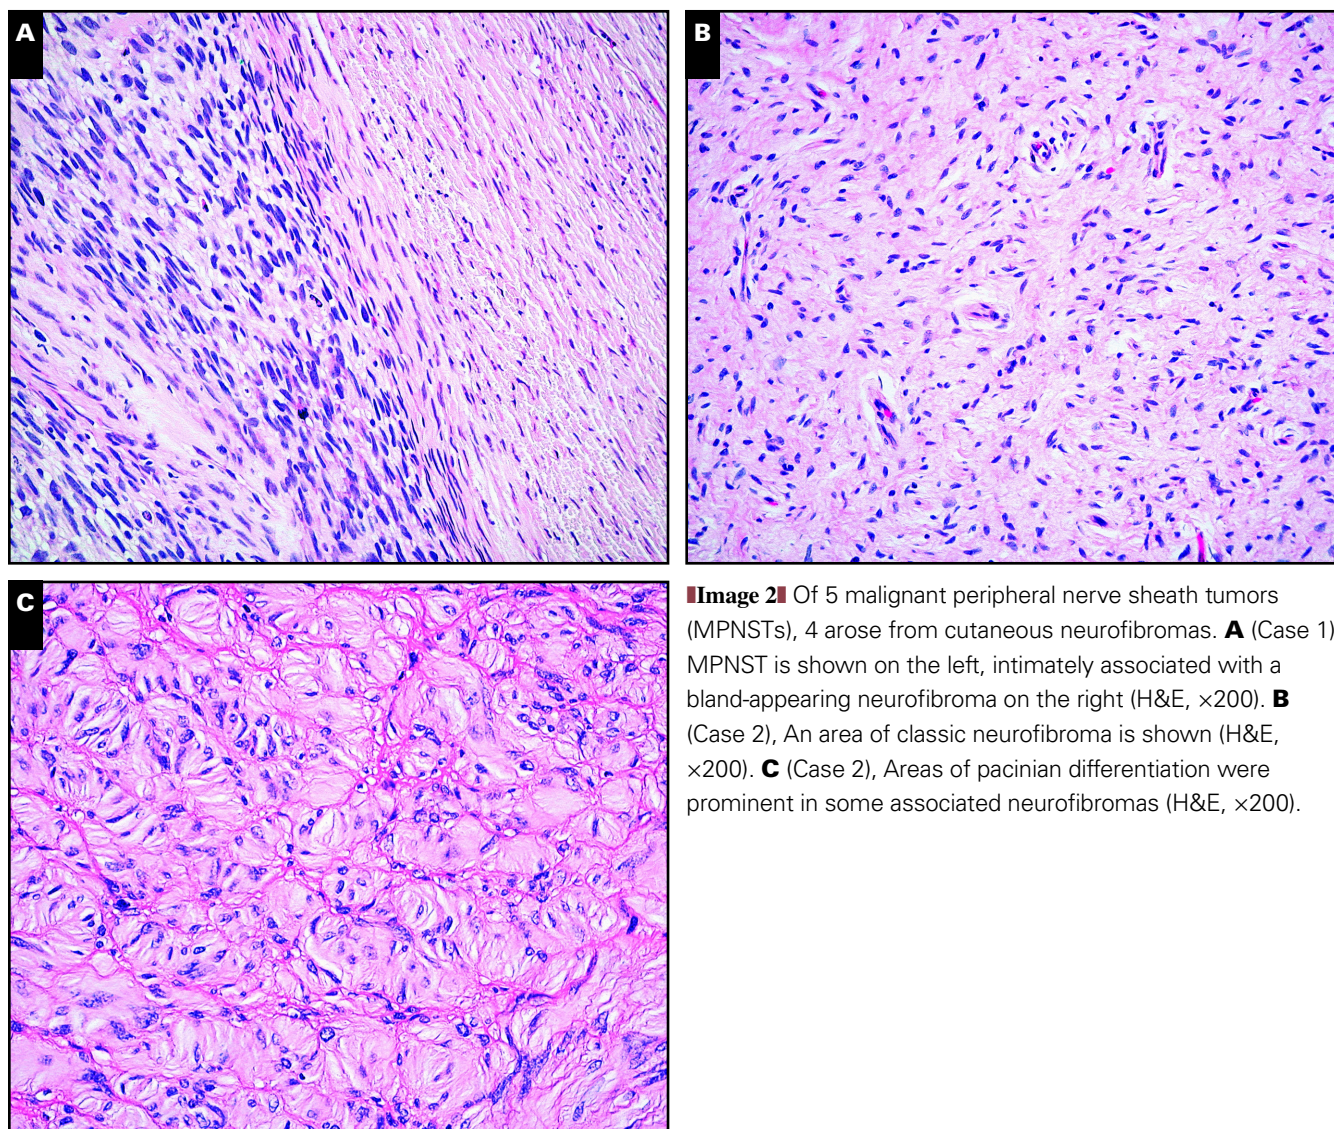 A
B
C
Image 2 Of 5 malignant peripheral nerve sheath tumors
(MPNSTs), 4 arose from cutaneous neurofibromas. A (Case 1)
MPNST is shown on the left, intimately associated with a
bland-appearing neurofibroma on the right (H&E, ×200). B
(Case 2), An area of classic neurofibroma is shown (H&E,
×200). C (Case 2), Areas of pacinian differentiation were
prominent in some associated neurofibromas (H&E, ×200).